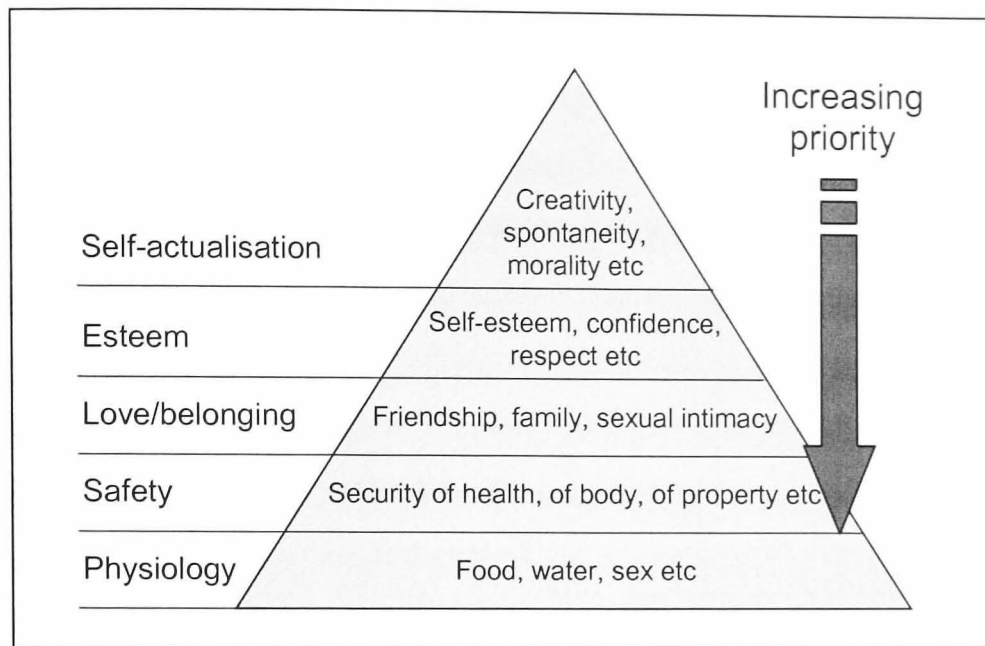 Increasing
priority
Self-actualisation
Creativity,
spontaneity,
morality etc
Esteem
Self-esteem, confidence,
respect etc
Love/belonging
Friendship, family, sexual intimacy
Safety
Security of health, of body, of property etc
Physiology
Food, water, sex etc